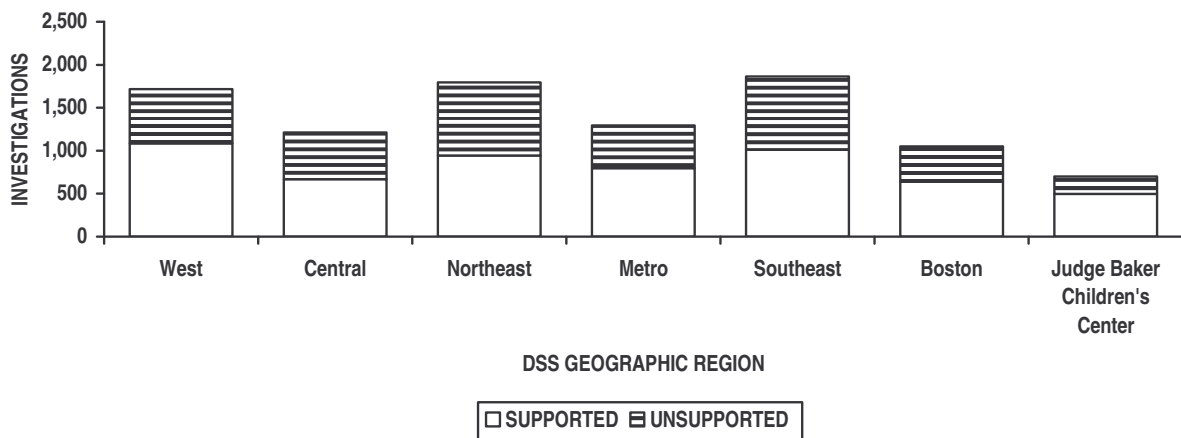 2,500
2,000
1,500
1,000
500
0
INVESTIGATIONS
West
Central
Northeast
Metro
Southeast
Boston
Judge Baker
Children's
Center
DSS GEOGRAPHIC REGION
SUPPORTED UNSUPPORTED